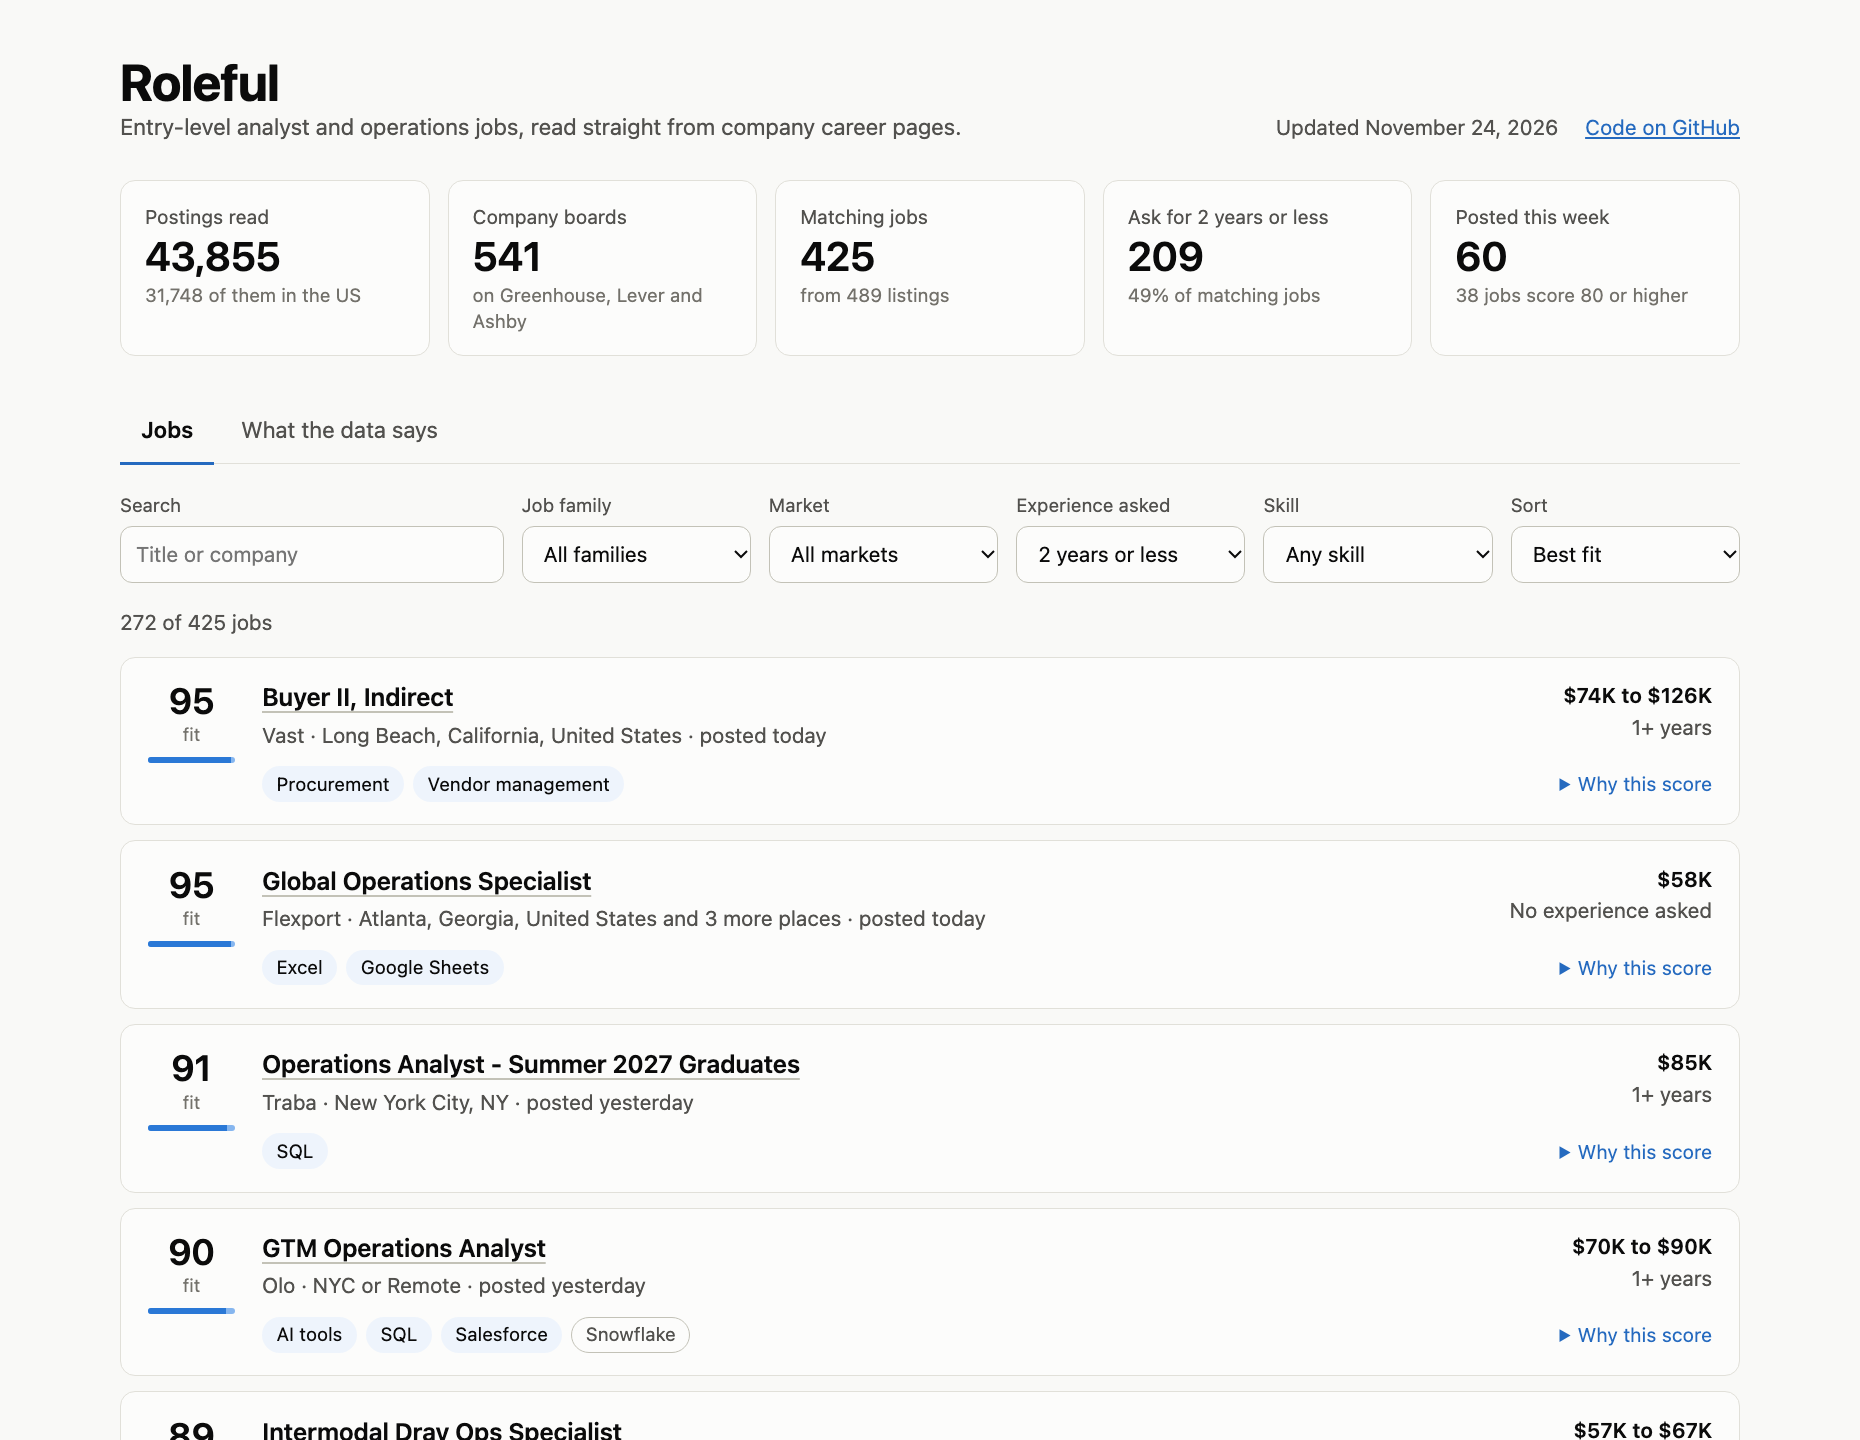 Roleful
Entry-level analyst and operations jobs, read straight from company career pages.
Updated November 24, 2026
Code on GitHub
Postings read
43,855
31,748 of them in the US
Company boards
541
on Greenhouse, Lever and
Ashby
Matching jobs
425
from 489 listings
Ask for 2 years or less
209
49% of matching jobs
Posted this week
60
38 jobs score 80 or higher
Jobs
What the data says
Search
Title or company
Job family
All families
Market
All markets
Experience asked
2 years or less
Skill
Any skill
Sort
Best fit
272 of 425 jobs
95
fit
Buyer II, Indirect
Vast · Long Beach, California, United States · posted today
Procurement
Vendor management
$74K to $126K
1+ years
▶ Why this score
95
fit
Global Operations Specialist
Flexport · Atlanta, Georgia, United States and 3 more places · posted today
Excel
Google Sheets
$58K
No experience asked
▶ Why this score
91
fit
Operations Analyst - Summer 2027 Graduates
Traba · New York City, NY · posted yesterday
SQL
$85K
1+ years
▶ Why this score
90
fit
GTM Operations Analyst
Olo · NYC or Remote · posted yesterday
AI tools
SQL
Salesforce
Snowflake
$70K to $90K
1+ years
▶ Why this score
89
Intermodal Dray Ops Specialist
$57K to $67K